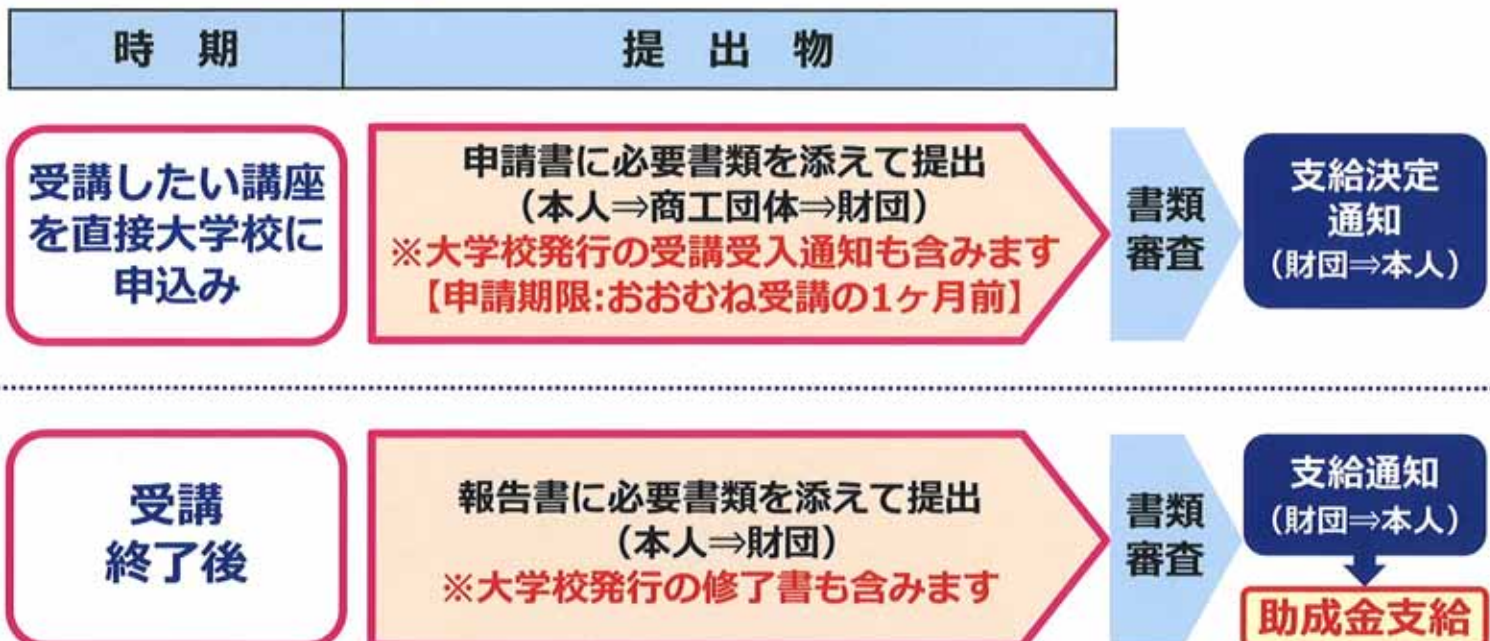 時 期
提 出 物
受講したい講座
を直接大学校に
申込み
申請書に必要書類を添えて提出
（本人⇒商工団体⇒財団）
※大学校発行の受講受入通知も含みます
【申請期限:おおむね受講の1ヶ月前】
書類
審査
支給決定
通知
（財団⇒本人）
受講
終了後
報告書に必要書類を添えて提出
（本人⇒財団）
※大学校発行の修了書も含みます
書類
審査
支給通知
（財団⇒本人）
助成金支給